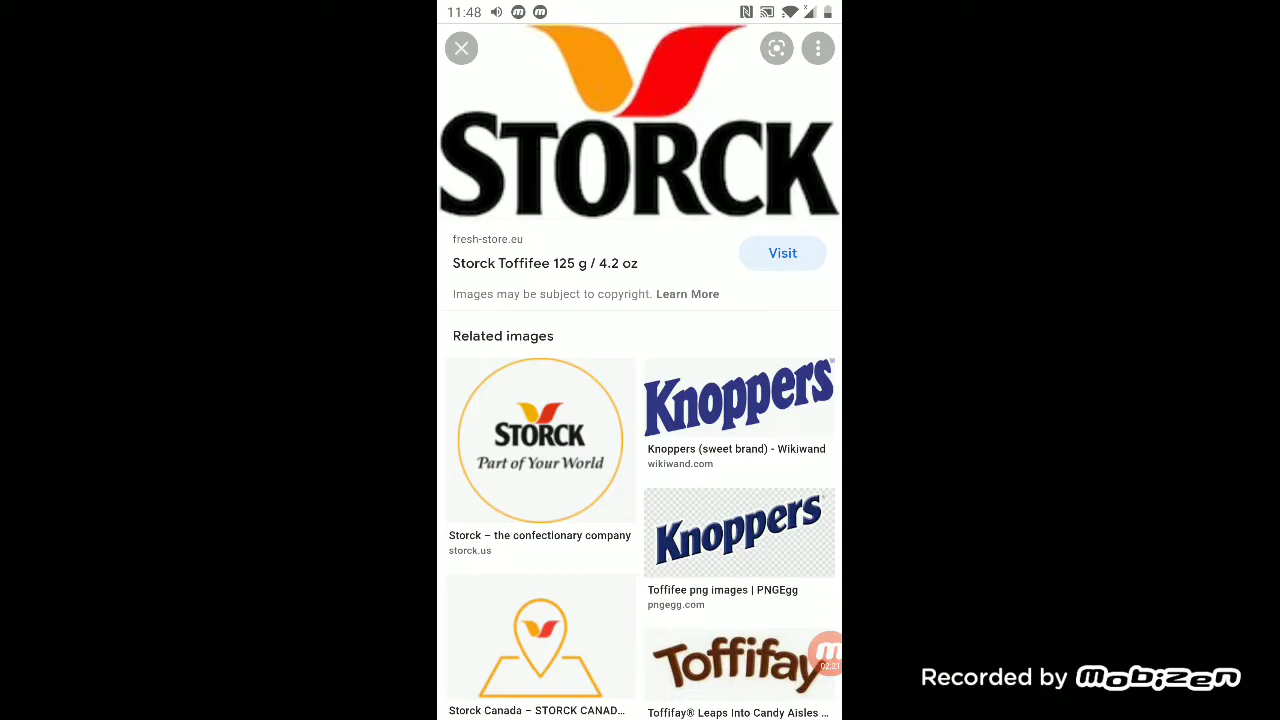 11:48
STORCK
fresh-store.eu
Storck Toffifee 125 g / 4.2 oz
Visit
Images may be subject to copyright. Learn More
Related images
STORCK
Part of Your World
Storck – the confectionary company
storck.us
Knoppers
Knoppers (sweet brand) - Wikiwand
wikiwand.com
Knoppers
Toffifee png images | PNGEgg
pngegg.com
Storck Canada – STORCK CANAD...
Toffifay
Toffifay® Leaps Into Candy Aisles ...
02:21
Recorded by MOBIZEN